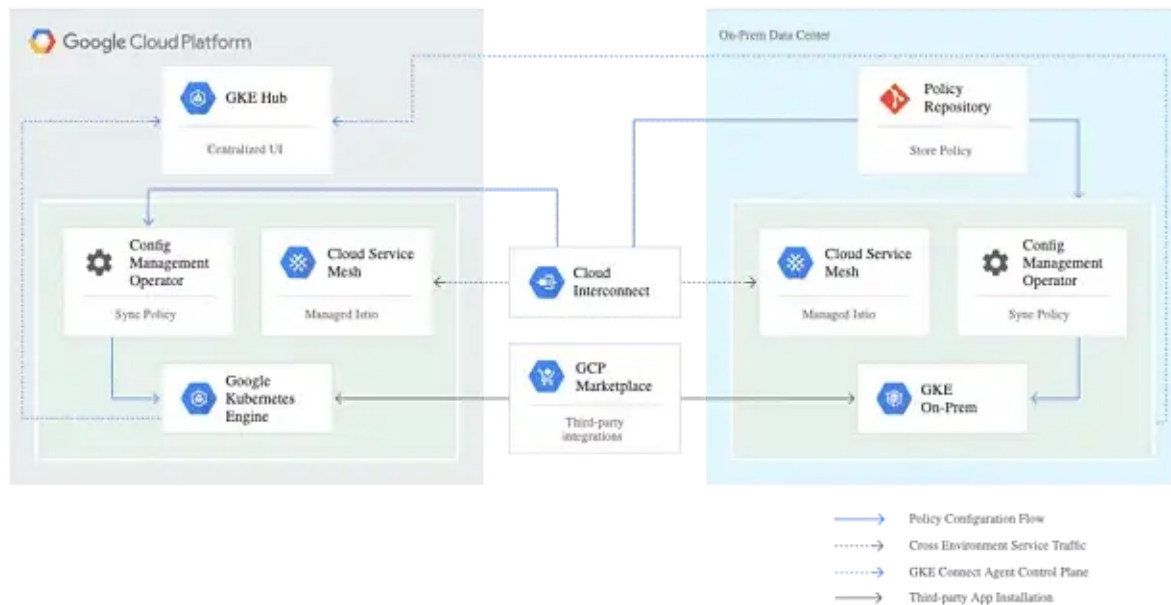 Google Cloud Platform
GKE Hub
Centralized UI
Config
Management
Operator
Sync Policy
Cloud Service
Mesh
Managed Istio
Google
Kubernetes
Engine
Cloud
Interconnect
GCP
Marketplace
Third-party
integrations
On-Prem Data Center
Policy
Repository
Store Policy
Cloud Service
Mesh
Managed Istio
Config
Management
Operator
Sync Policy
GKE
On-Prem
Policy Configuration Flow
Cross Environment Service Traffic
GKE Connect Agent Control Plane
Third-party App Installation